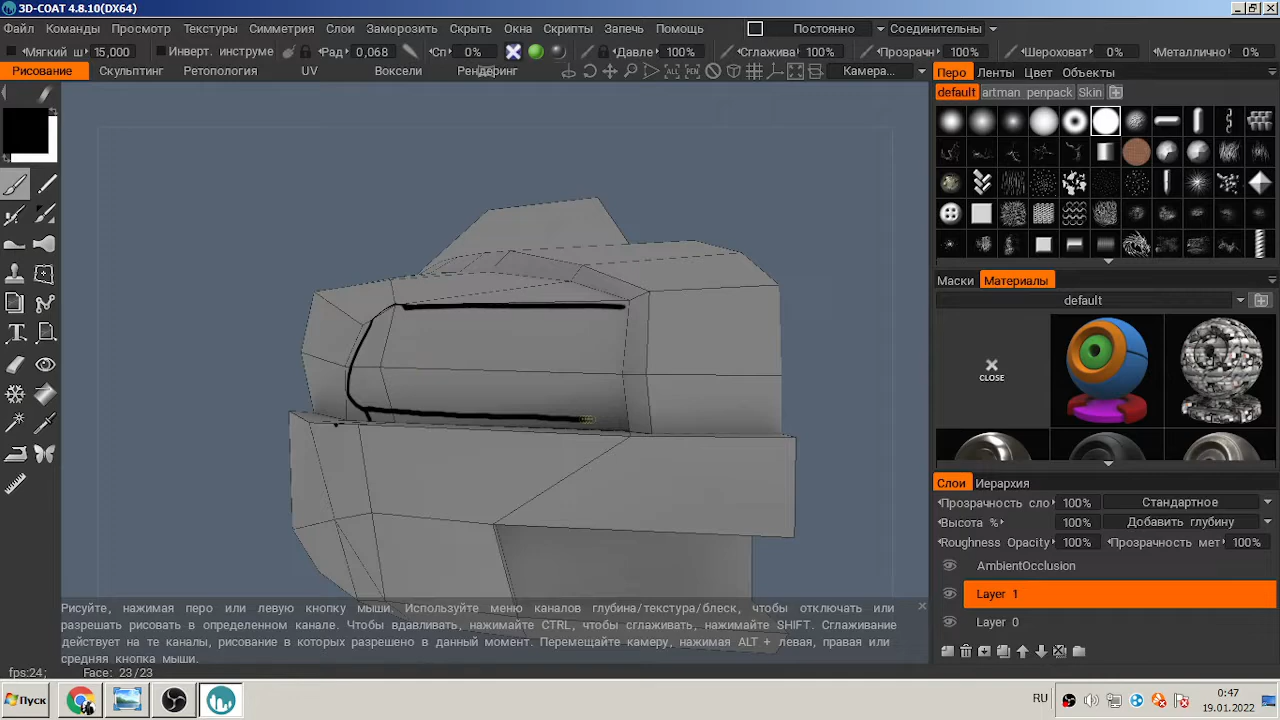 3D-COAT 4.8.10(DX64)
Файл Команды Просмотр Текстуры Симметрия Слои Заморозить Скрыть Окна Скрипты Запечь Помощь Постоянно Соединительны
Мягкий ш 15,000 Инверт. инструме Рад 0,068 Сп 0% Давле 100% Сглажива 100% Прозрачн 100% Шероховат 0% Металлично 0%
Рисование Скульптинг Ретопология UV Воксели Рендеринг ALL PEN Камера...
Перо Ленты Цвет Объекты
default artman penpack Skin
Маски Материалы
default
CLOSE
Слои Иерархия
Прозрачность сло 100% Стандартное
Высота % 100% Добавить глубину
Roughness Opacity 100% Прозрачность мет 100%
AmbientOcclusion
Layer 1
Layer 0
Рисуйте, нажимая перо или левую кнопку мыши. Используйте меню каналов глубина/текстура/блеск, чтобы отключать или
разрешать рисовать в определенном канале. Чтобы вдавливать, нажимайте CTRL, чтобы сглаживать, нажимайте SHIFT. Сглаживание
действует на те каналы, рисование в которых разрешено в данный момент. Перемещайте камеру, нажимая ALT + левая, правая или
средняя кнопка мыши.
fps:24; Face: 23/23
Пуск RU 0:47
19.01.2022